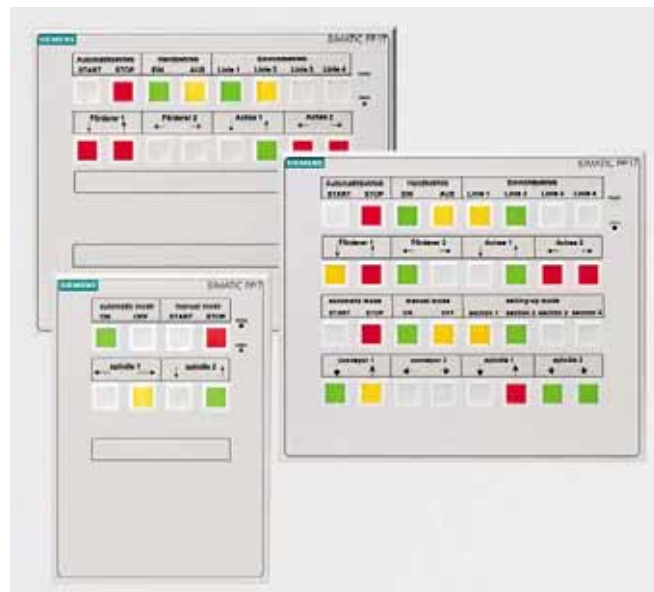 SIEMENS
SIMATIC PP17
Automatikbetrieb Handbetrieb Einrichtbetrieb
START STOP EIN AUS Linie 1 Linie 2 Linie 3 Linie 4
Förderer 1 Förderer 2 Achse 1 Achse 2
SIEMENS
SIMATIC PP17
Automatikbetrieb Handbetrieb Einrichtbetrieb
START STOP EIN AUS Linie 1 Linie 2 Linie 3 Linie 4
Förderer 1 Förderer 2 Achse 1 Achse 2
automatic mode manual mode setting-up mode
START STOP ON OFF section 1 section 2 section 3 section 4
conveyor 1 conveyor 2 spindle 1 spindle 2
SIEMENS
SIMATIC PP7
automatic mode manual mode
ON OFF START STOP
spindle 1 spindle 2